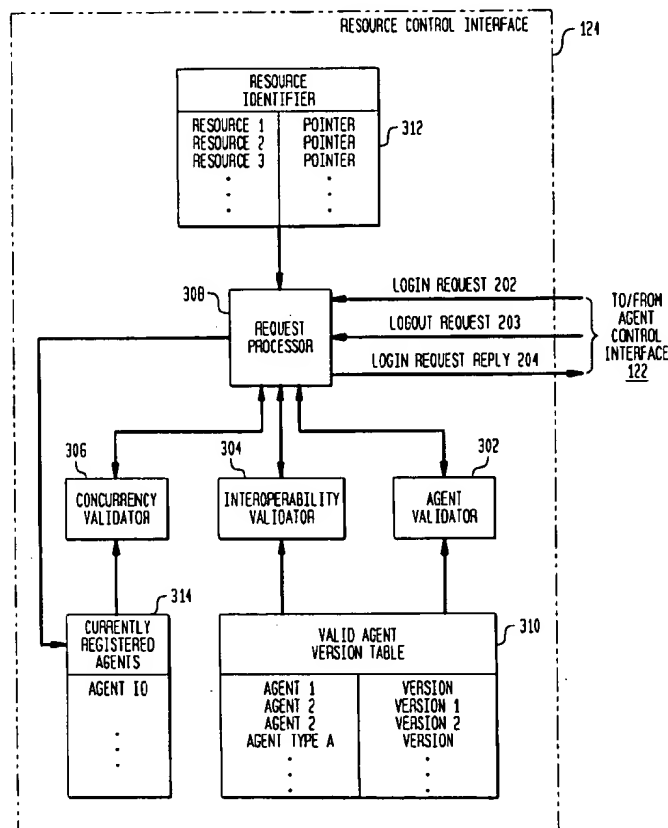 RESOURCE CONTROL INTERFACE
124
RESOURCE
IDENTIFIER
RESOURCE 1 POINTER
RESOURCE 2 POINTER
RESOURCE 3 POINTER
312
308
REQUEST
PROCESSOR
LOGIN REQUEST 202
LOGOUT REQUEST 203
LOGIN REQUEST REPLY 204
TO/FROM
AGENT
CONTROL
INTERFACE
122
306
CONCURRENCY
VALIDATOR
304
INTEROPERABILITY
VALIDATOR
302
AGENT
VALIDATOR
314
CURRENTLY
REGISTERED
AGENTS
AGENT ID
310
VALID AGENT
VERSION TABLE
AGENT 1 VERSION
AGENT 2 VERSION 1
AGENT 2 VERSION 2
AGENT TYPE A VERSION